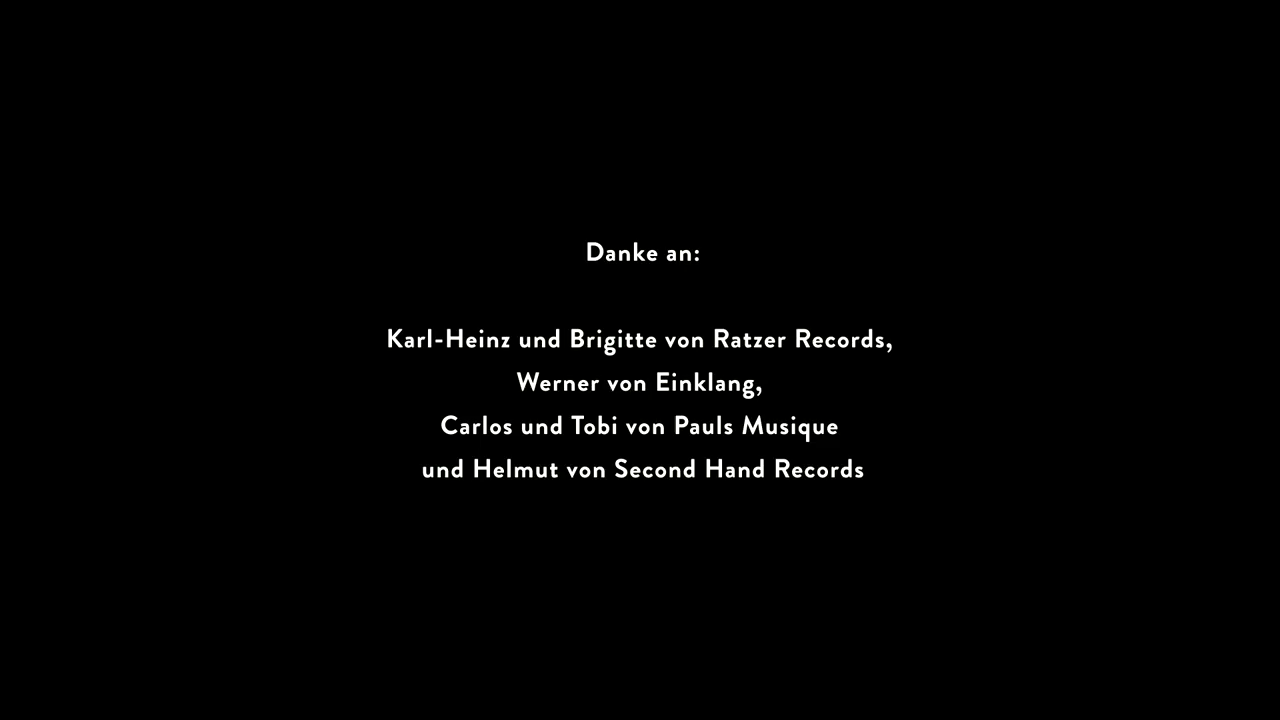 Danke an:
Karl-Heinz und Brigitte von Ratzer Records,
Werner von Einklang,
Carlos und Tobi von Pauls Musique
und Helmut von Second Hand Records